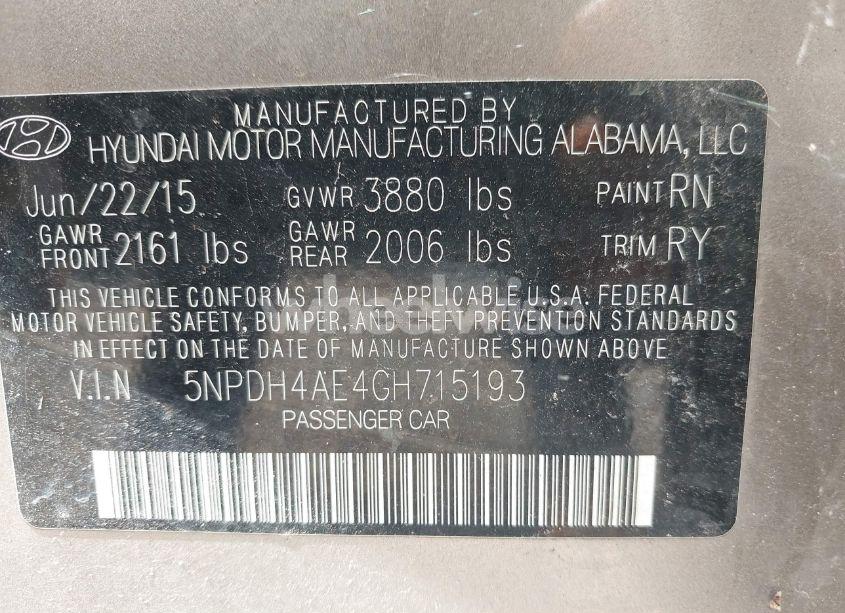 MANUFACTURED BY
HYUNDAI MOTOR MANUFACTURING ALABAMA, LLC
Jun/22/15 GVWR 3880 lbs PAINT RN
GAWR FRONT 2161 lbs GAWR REAR 2006 lbs TRIM RY
THIS VEHICLE CONFORMS TO ALL APPLICABLE U.S.A. FEDERAL
MOTOR VEHICLE SAFETY, BUMPER, AND THEFT PREVENTION STANDARDS
IN EFFECT ON THE DATE OF MANUFACTURE SHOWN ABOVE
V.I.N 5NPDH4AE4GH715193
PASSENGER CAR